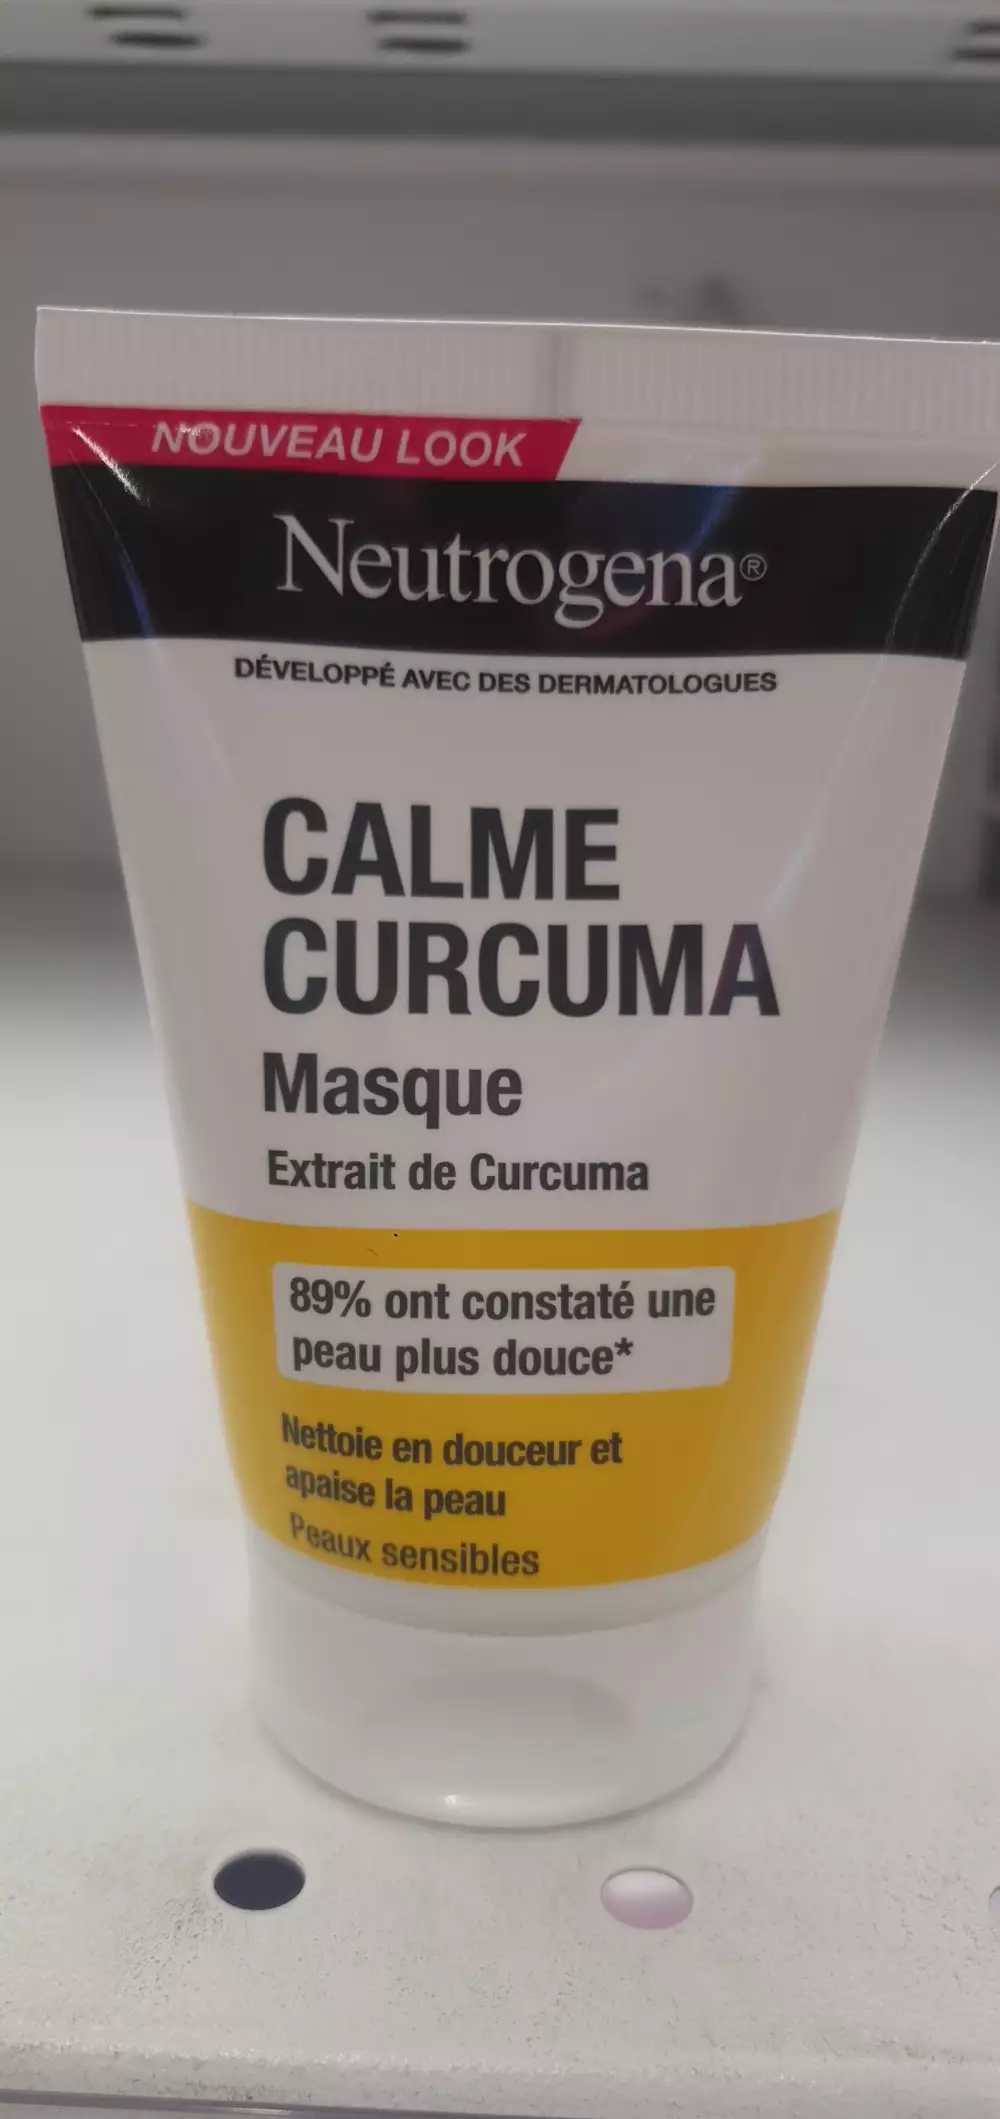 NOUVEAU LOOK
Neutrogena®
DÉVELOPPÉ AVEC DES DERMATOLOGUES
CALME
CURCUMA
Masque
Extrait de Curcuma
89% ont constaté une
peau plus douce*
Nettoie en douceur et
apaise la peau
Peaux sensibles